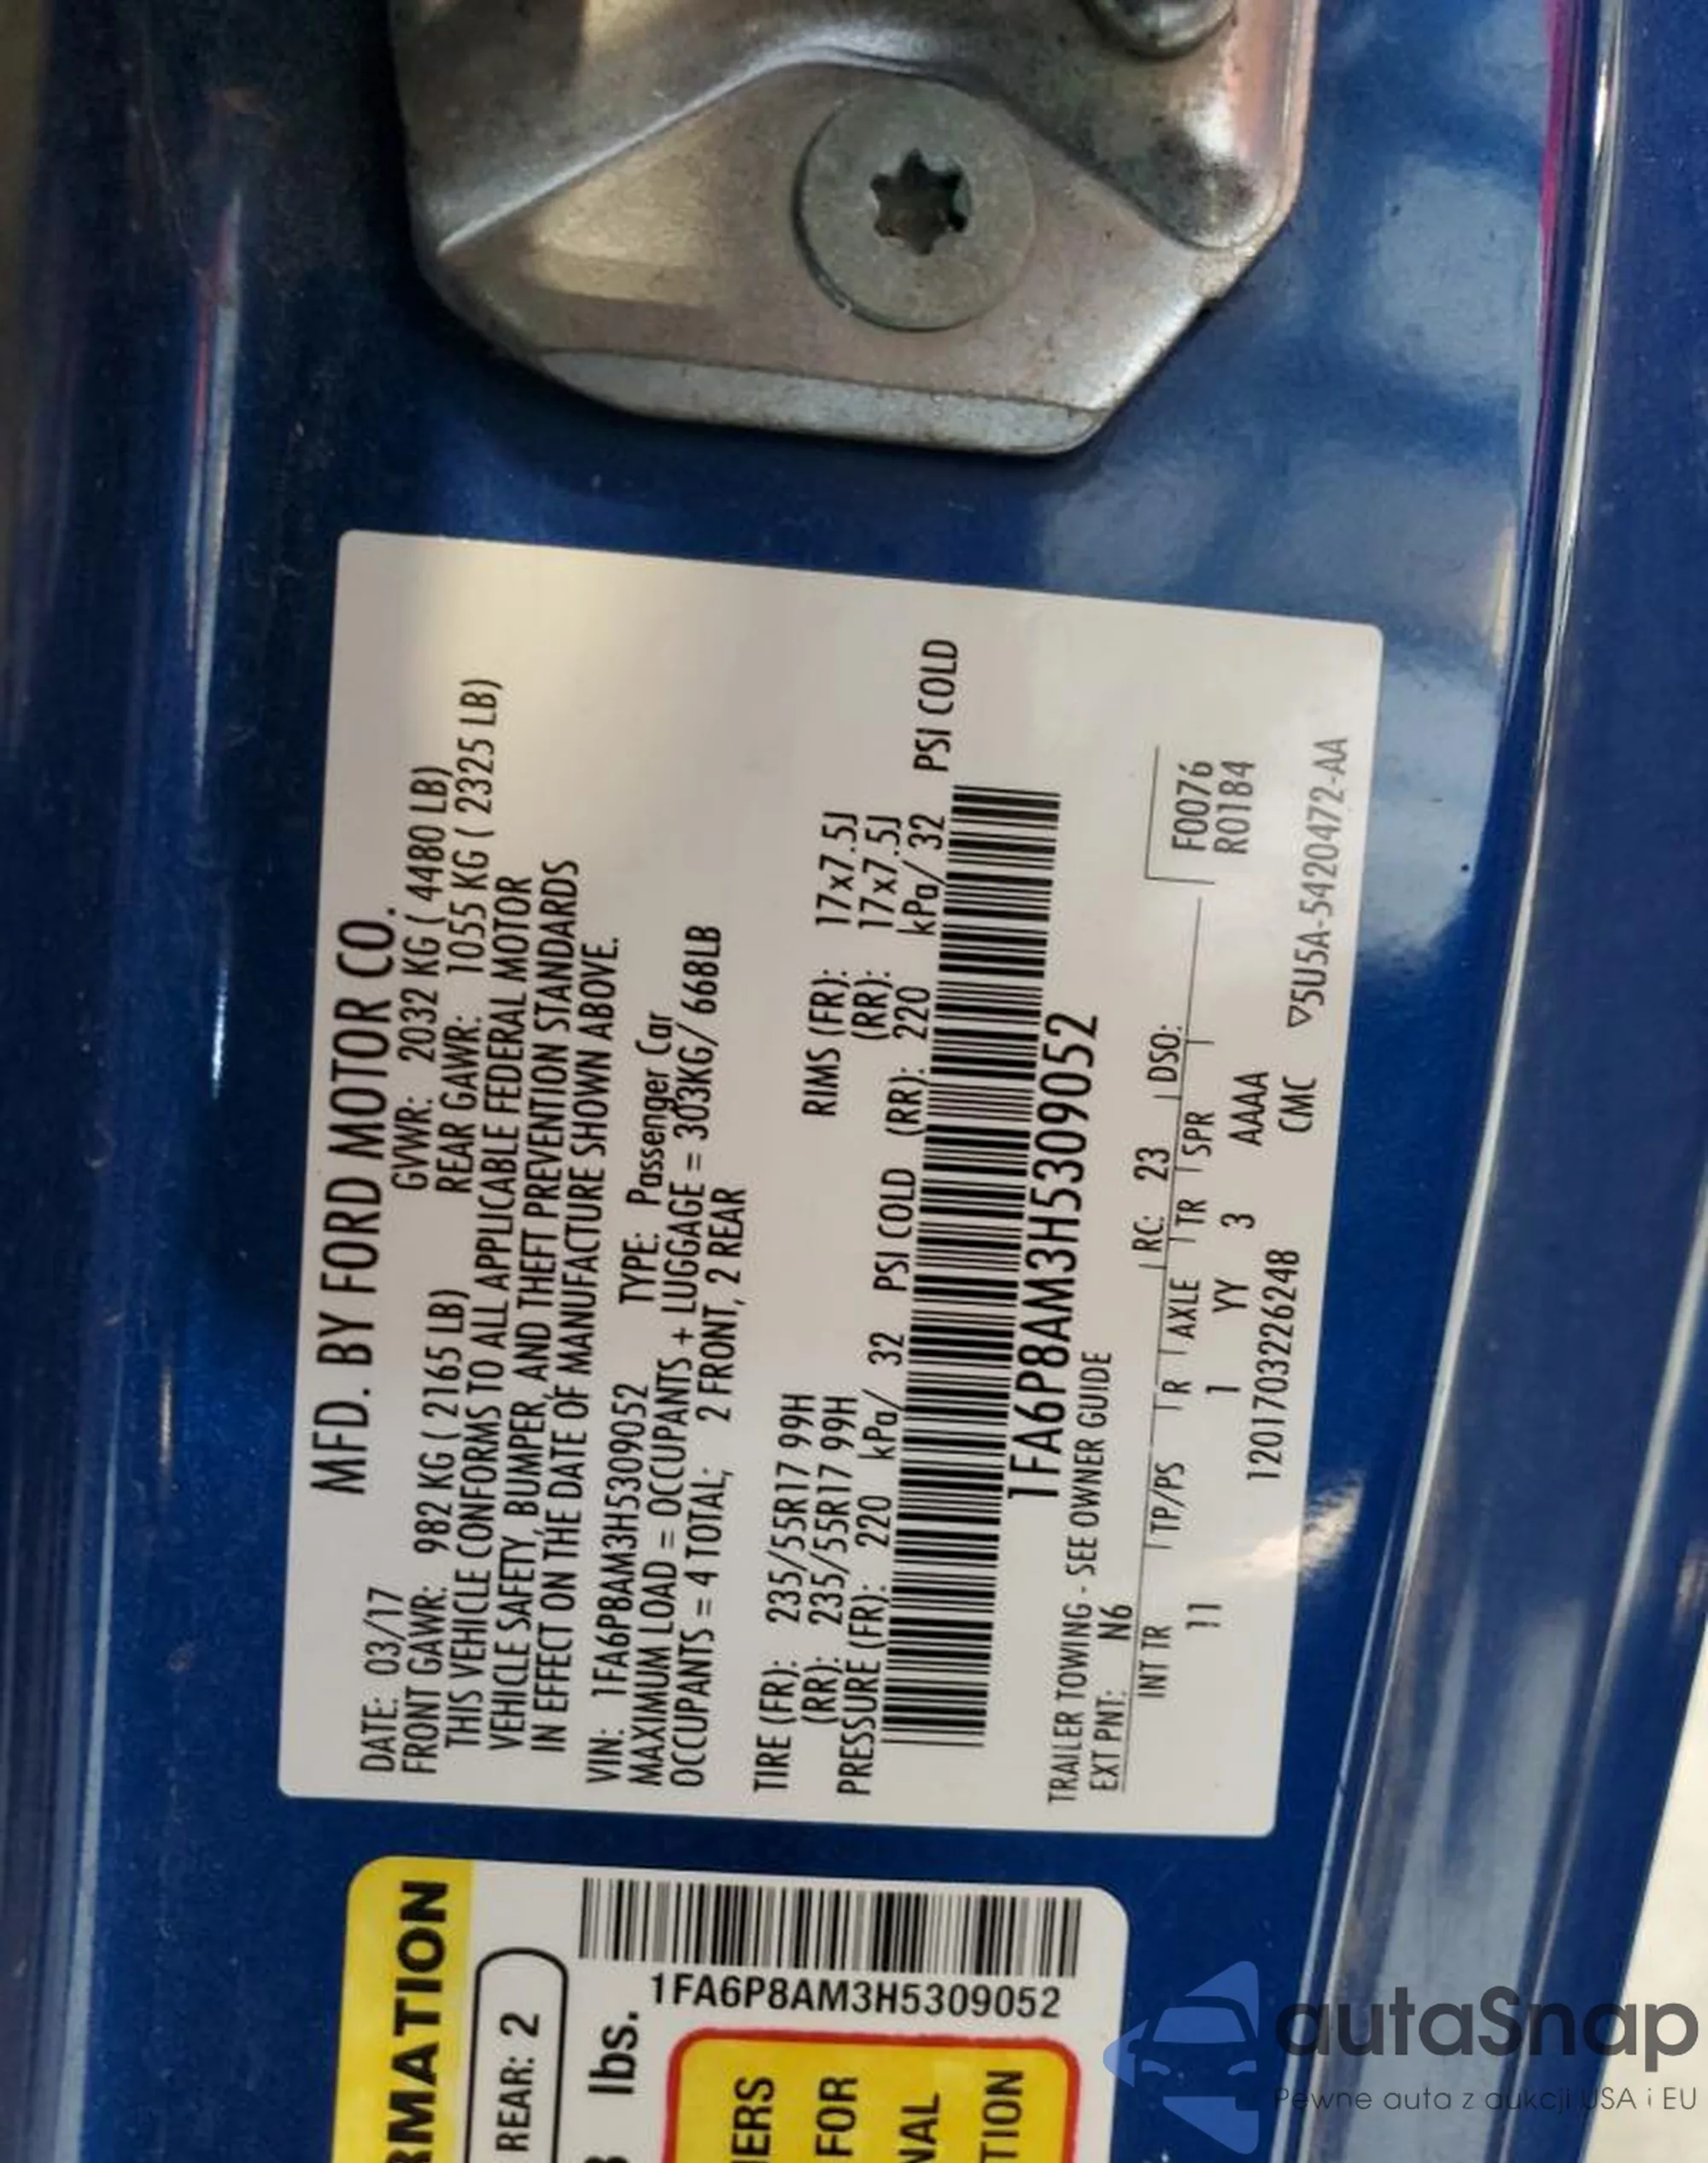 MFD. BY FORD MOTOR CO.
DATE: 03/17 GVWR: 2032 KG ( 4480 LB)
FRONT GAWR: 982 KG ( 2165 LB) REAR GAWR: 1055 KG ( 2325 LB)
THIS VEHICLE CONFORMS TO ALL APPLICABLE FEDERAL MOTOR
VEHICLE SAFETY, BUMPER, AND THEFT PREVENTION STANDARDS
IN EFFECT ON THE DATE OF MANUFACTURE SHOWN ABOVE.
VIN: 1FA6P8AM3H5309052 TYPE: Passenger Car
MAXIMUM LOAD = OCCUPANTS + LUGGAGE = 303KG/ 668LB
OCCUPANTS = 4 TOTAL; 2 FRONT, 2 REAR
TIRE (FR): 235/55R17 99H RIMS (FR): 17x7.5J
(RR): 235/55R17 99H (RR): 17x7.5J
PRESSURE (FR): 220 kPa/ 32 PSI COLD (RR): 220 kPa/ 32 PSI COLD
1FA6P8AM3H5309052
TRAILER TOWING - SEE OWNER GUIDE
EXT PNT: N6 RC: 23 DSO:
INT TR TP/PS R AXLE TR SPR F0076
11 1 YY 3 AAAA R0184
1201703226248 CMC
▽5U5A-5420472-AA
RMATION
REAR: 2
lbs.
1FA6P8AM3H5309052
FOR
autaSnap
Pewne auta z aukcji USA i EU